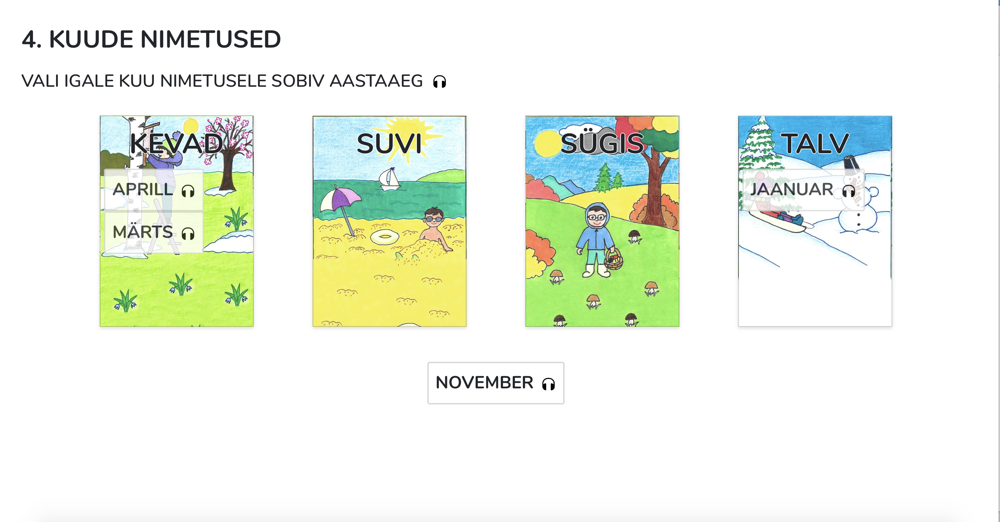 4. KUUDE NIMETUSED
VALI IGALE KUU NIMETUSELE SOBIV AASTAAEG
KEVAD
APRILL
MÄRTS
SUVI
SÜGIS
TALV
JAANUAR
NOVEMBER